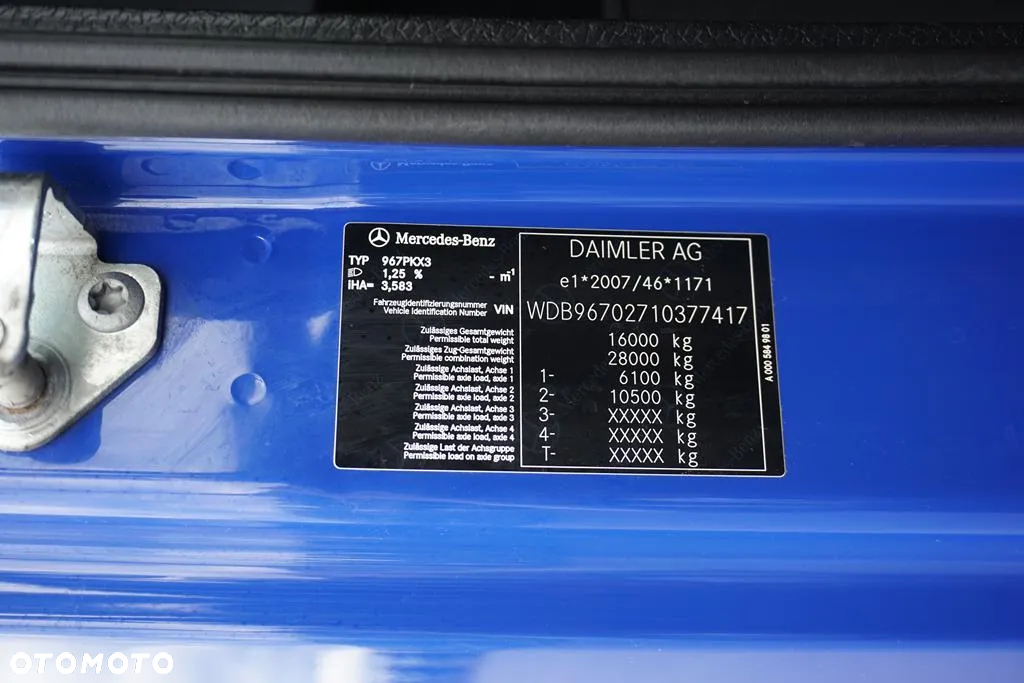 Mercedes-Benz
TYP 967PKX3
1,25 % - m⁻¹
IHA= 3,583
Fahrzeugidentifizierungsnummer
Vehicle Identification Number VIN
Zulässiges Gesamtgewicht
Permissible total weight
Zulässiges Zug-Gesamtgewicht
Permissible combination weight
Zulässige Achslast, Achse 1
Permissible axle load, axle 1
Zulässige Achslast, Achse 2
Permissible axle load, axle 2
Zulässige Achslast, Achse 3
Permissible axle load, axle 3
Zulässige Achslast, Achse 4
Permissible axle load, axle 4
Zulässige Last der Achsgruppe
Permissible load on axle group
DAIMLER AG
e1*2007/46*1171
WDB96702710377417
16000 kg
28000 kg
1- 6100 kg
2- 10500 kg
3- XXXXX kg
4- XXXXX kg
T- XXXXX kg
A 000 584 98 01
OTOMOTO